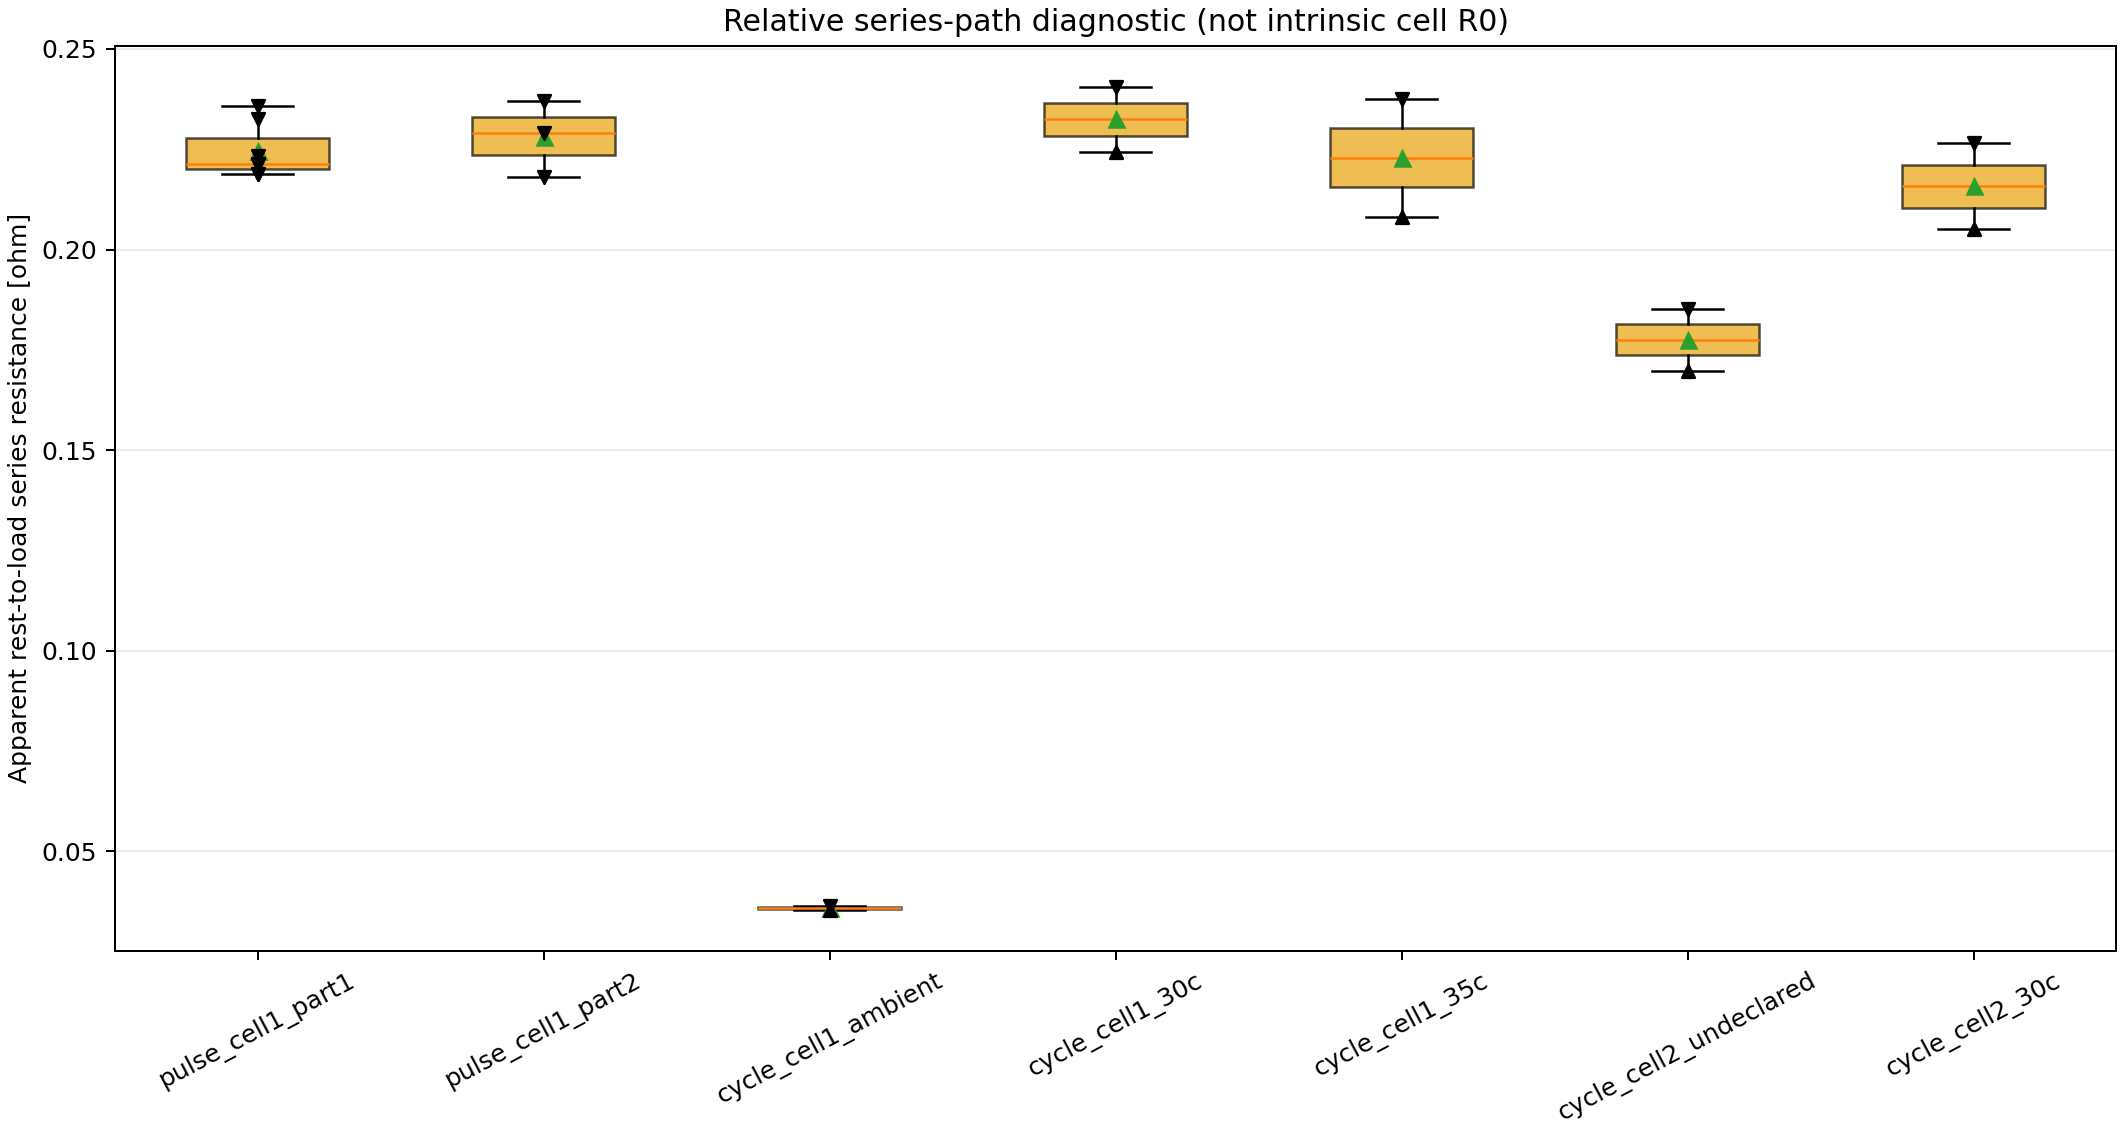 Relative series-path diagnostic (not intrinsic cell R0)
Apparent rest-to-load series resistance [ohm]
0.25
0.20
0.15
0.10
0.05
pulse_cell1_part1
pulse_cell1_part2
cycle_cell1_ambient
cycle_cell1_30c
cycle_cell1_35c
cycle_cell2_undeclared
cycle_cell2_30c